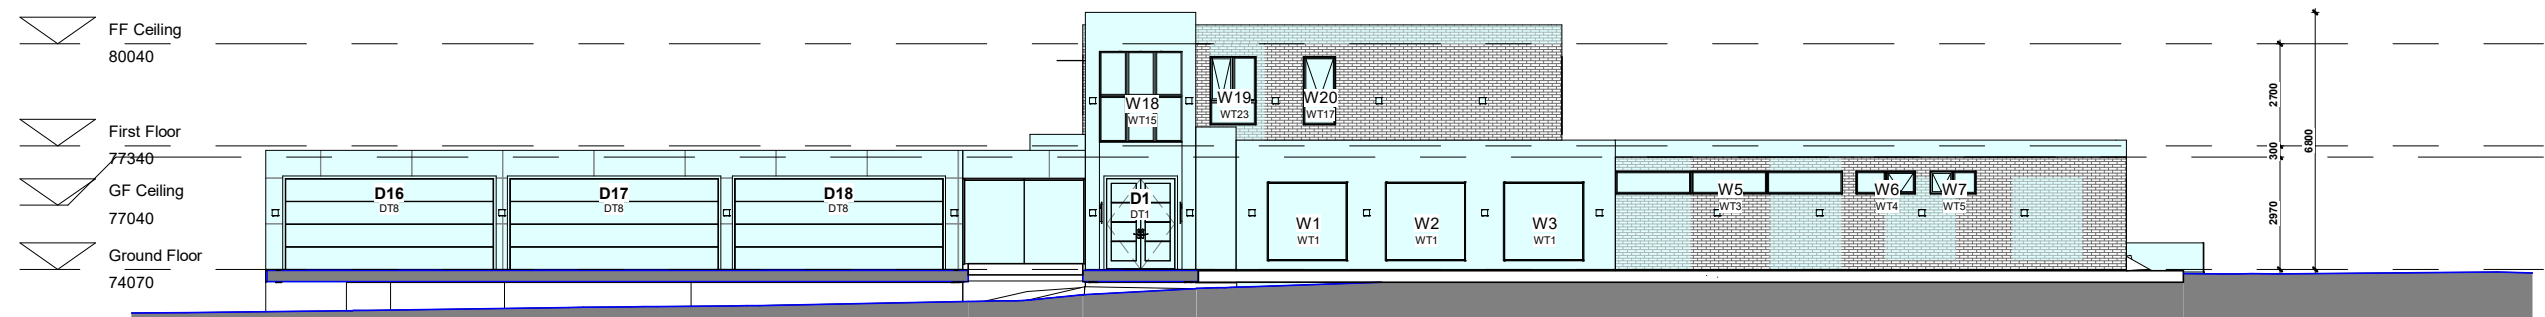 FF Ceiling
80040
First Floor
77340
GF Ceiling
77040
Ground Floor
74070
D16
DT8
D17
DT8
D18
DT8
D1
DT1
W18
WT15
W19
WT23
W20
WT17
W1
WT1
W2
WT1
W3
WT1
W5
WT3
W6
WT4
W7
WT5
2700
300
2970
6800